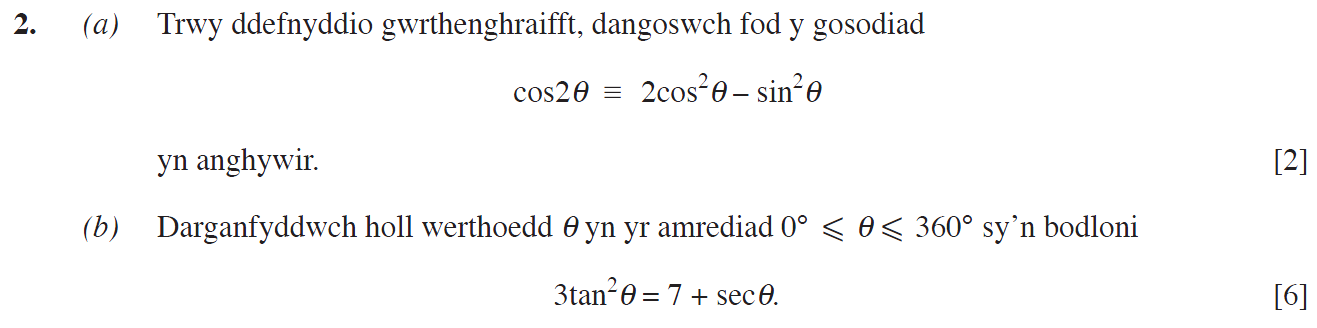 2. (a) Trwy ddefnyddio gwrthenghraifft, dangoswch fod y gosodiad
cos2θ ≡ 2cos²θ – sin²θ
yn anghywir. [2]
(b) Darganfyddwch holl werthoedd θ yn yr amrediad 0° ⩽ θ ⩽ 360° sy’n bodloni
3tan²θ = 7 + secθ. [6]